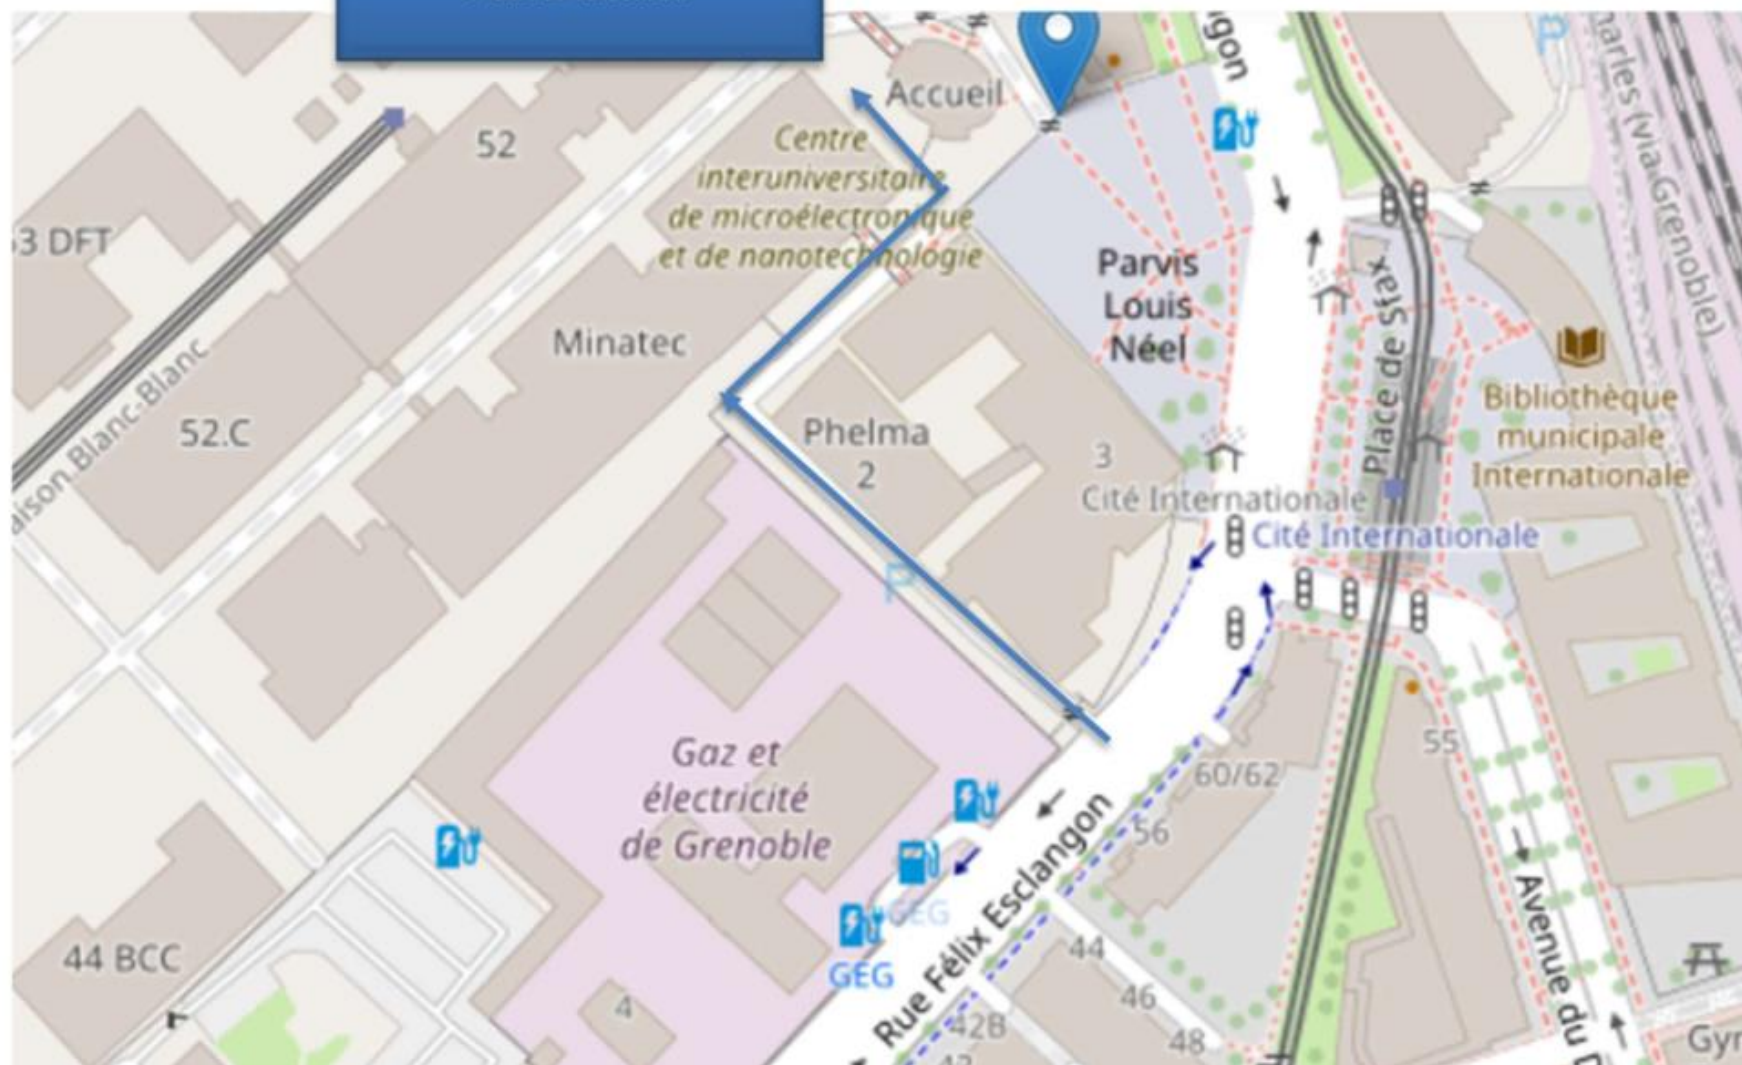 Accueil
52
Centre
interuniversitaire
de microélectronique
et de nanotechnologie
53 DFT
Minatec
52.C
Parvis
Louis
Néel
Place de Sfax
Phelma
2
3
Cité Internationale
Cité Internationale
Bibliothèque
municipale
Internationale
P
P
Gaz et
électricité
de Grenoble
GEG
GEG
Rue Félix Esclangon
60/62
55
56
44
46
48
42B
4
44 BCC
Avenue du